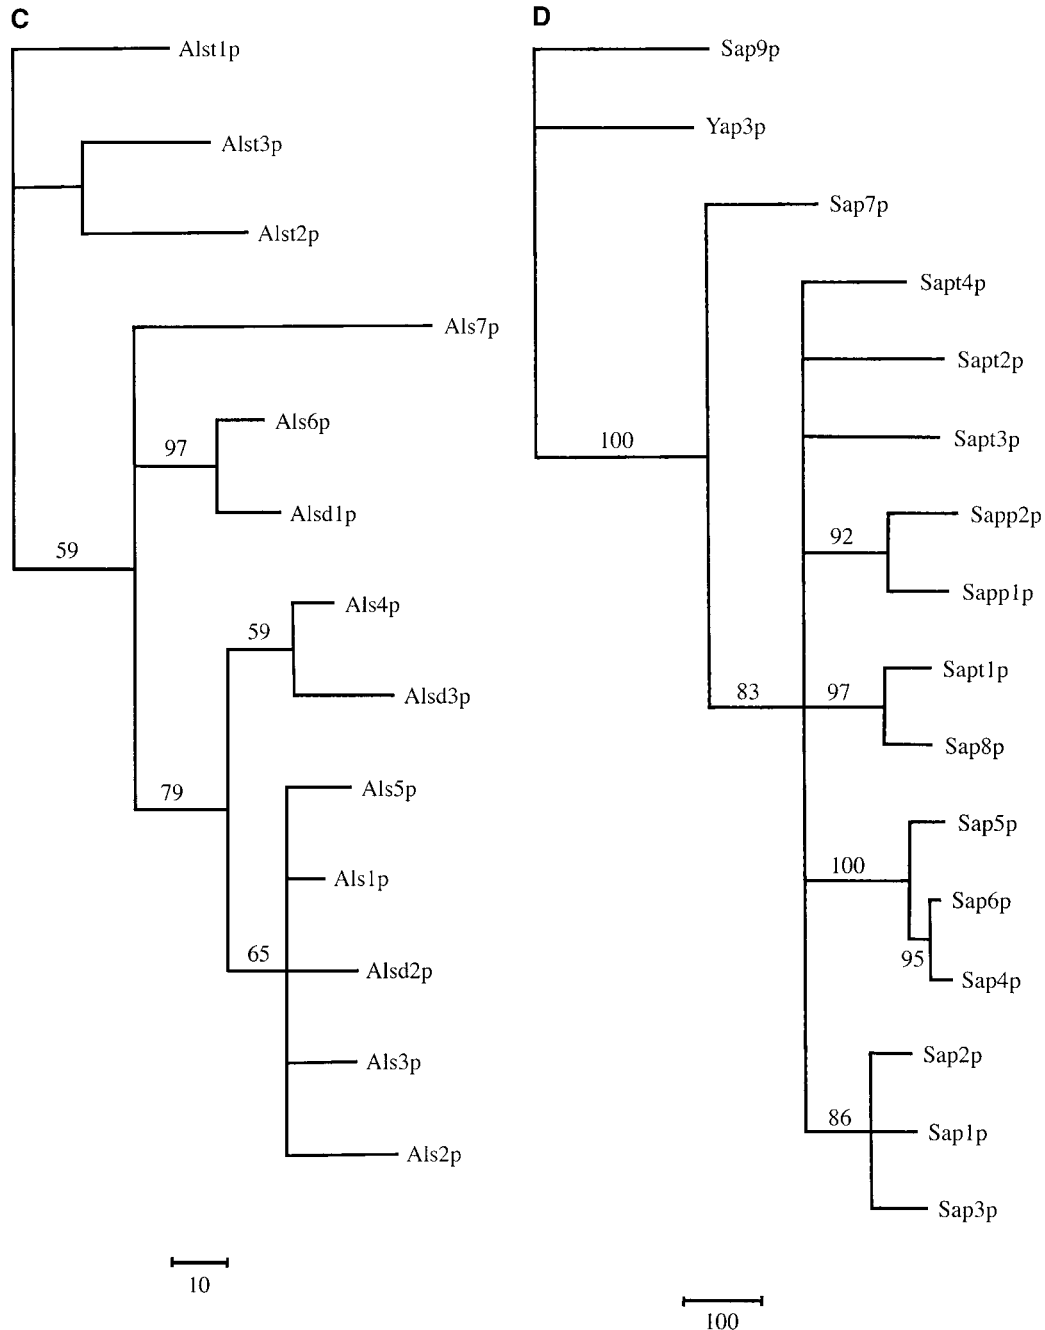 C
Alst1p
Alst3p
Alst2p
Als7p
Als6p
97
Alsd1p
59
Als4p
59
Alsd3p
79
Als5p
Als1p
65
Alsd2p
Als3p
Als2p
10
D
Sap9p
Yap3p
Sap7p
Sapt4p
Sapt2p
Sapt3p
100
Sapp2p
92
Sapp1p
Sapt1p
83
97
Sap8p
Sap5p
100
Sap6p
95
Sap4p
Sap2p
86
Sap1p
Sap3p
100